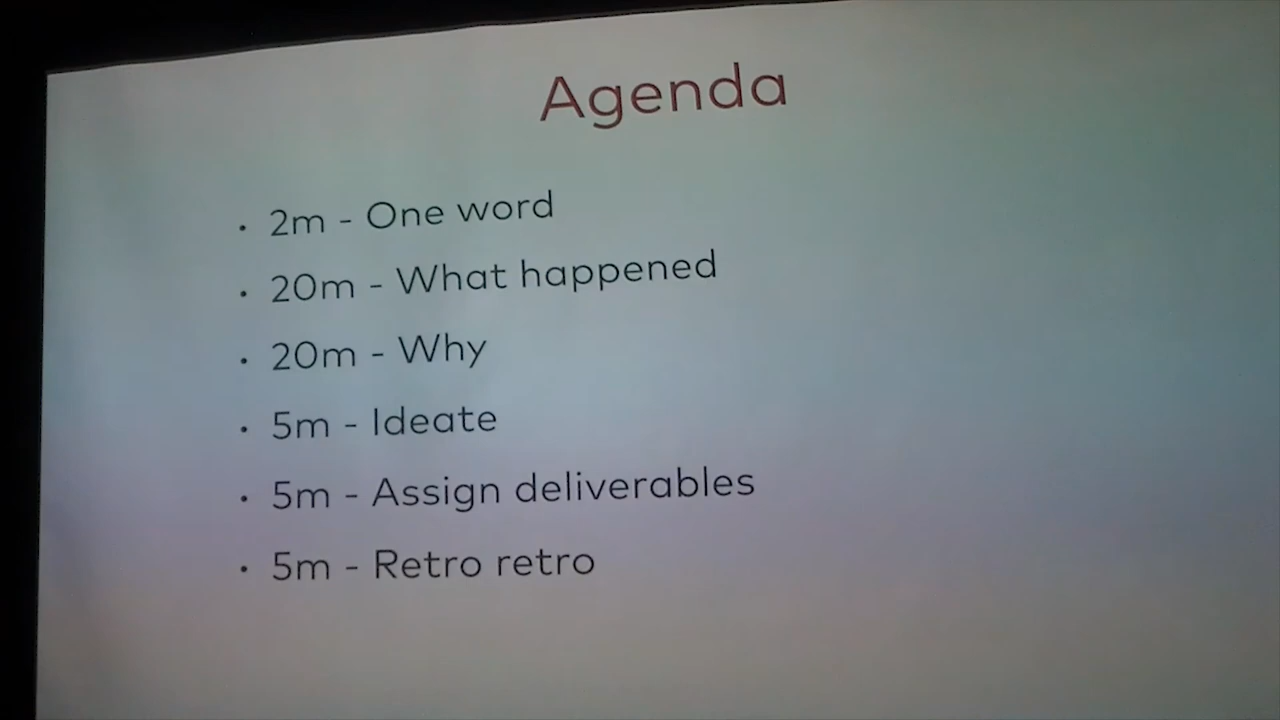 Agenda
• 2m - One word
• 20m - What happened
• 20m - Why
• 5m - Ideate
• 5m - Assign deliverables
• 5m - Retro retro